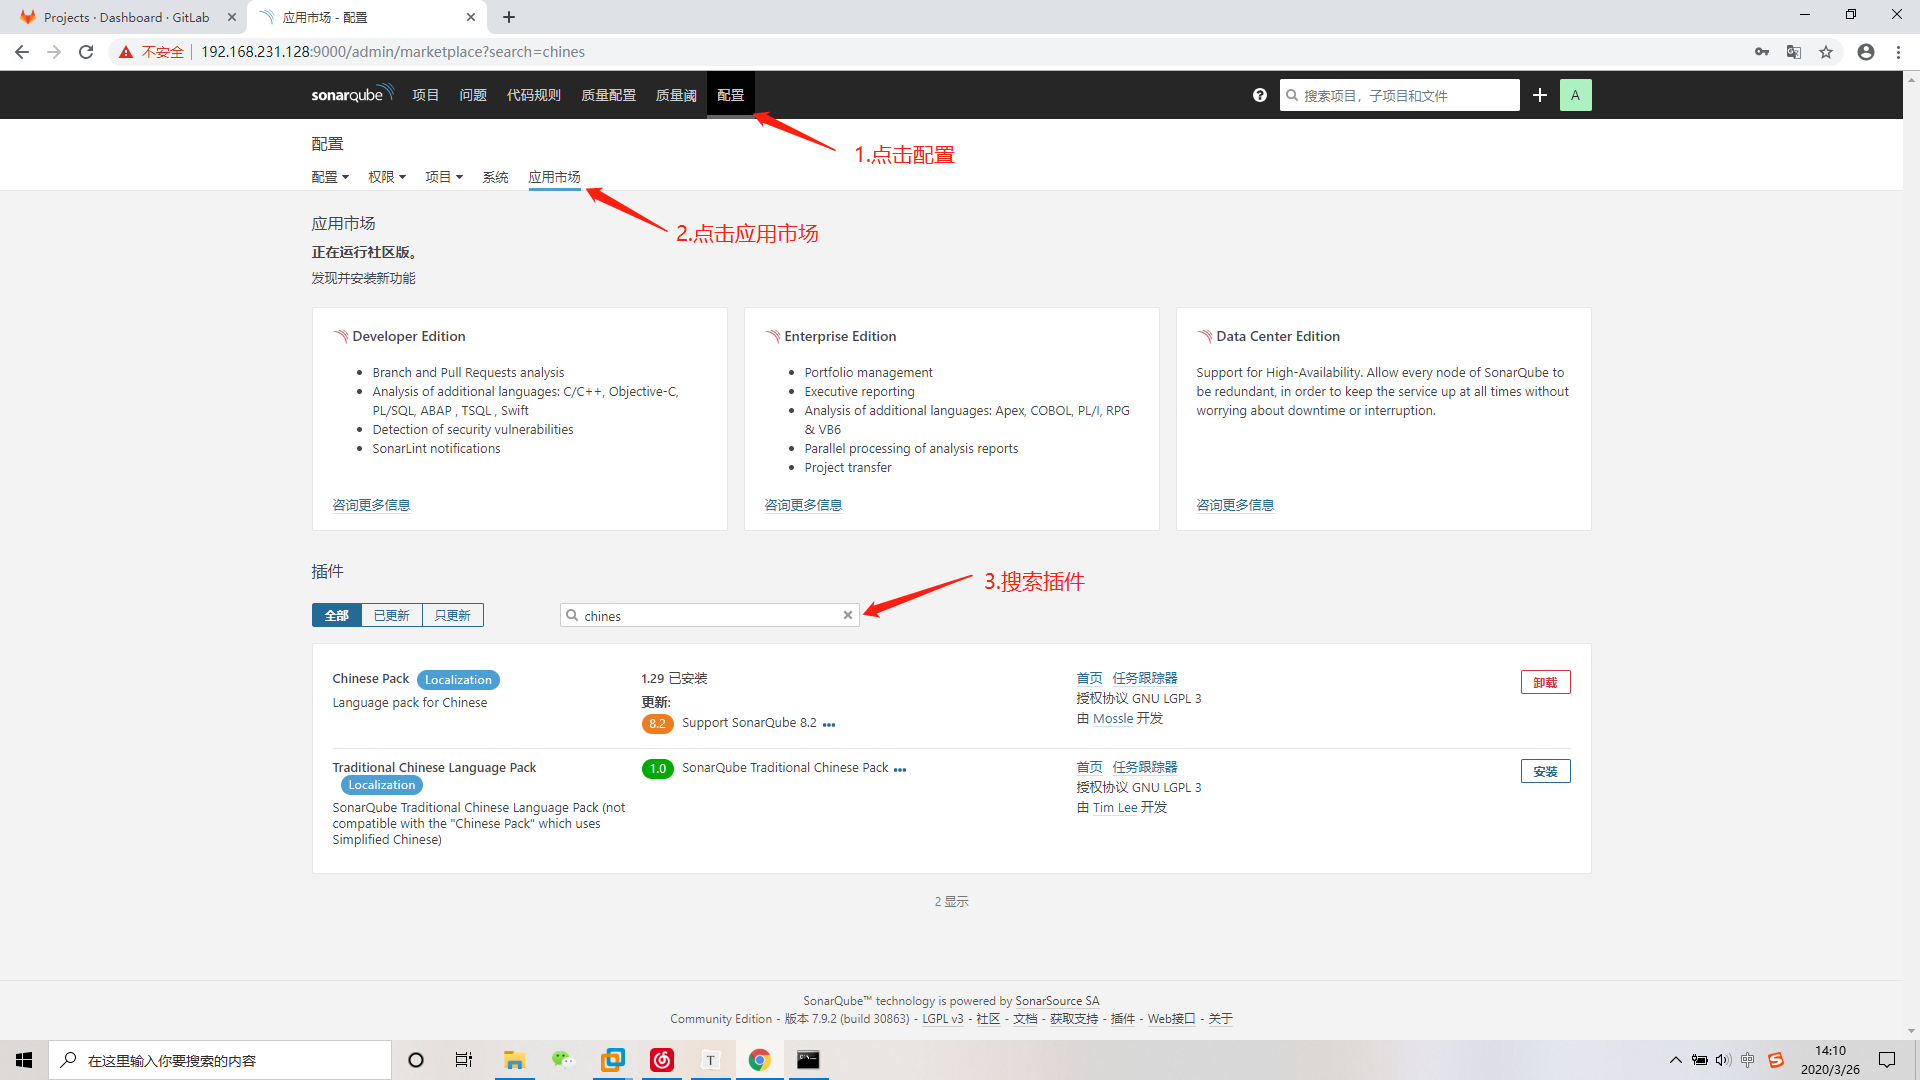 Projects · Dashboard · GitLab
应用市场 - 配置
不安全
192.168.231.128:9000/admin/marketplace?search=chines
sonarqube 项目 问题 代码规则 质量配置 质量阈 配置
搜索项目，子项目和文件
A
配置
1.点击配置
配置 权限 项目 系统 应用市场
2.点击应用市场
应用市场
正在运行社区版。
发现并安装新功能
Developer Edition
Branch and Pull Requests analysis
Analysis of additional languages: C/C++, Objective-C,
PL/SQL, ABAP , TSQL , Swift
Detection of security vulnerabilities
SonarLint notifications
咨询更多信息
Enterprise Edition
Portfolio management
Executive reporting
Analysis of additional languages: Apex, COBOL, PL/I, RPG
& VB6
Parallel processing of analysis reports
Project transfer
咨询更多信息
Data Center Edition
Support for High-Availability. Allow every node of SonarQube to
be redundant, in order to keep the service up at all times without
worrying about downtime or interruption.
咨询更多信息
插件
3.搜索插件
全部 已更新 只更新
chines
Chinese Pack Localization
Language pack for Chinese
1.29 已安装
更新:
8.2 Support SonarQube 8.2 •••
首页 任务跟踪器
授权协议 GNU LGPL 3
由 Mossle 开发
卸载
Traditional Chinese Language Pack
Localization
SonarQube Traditional Chinese Language Pack (not
compatible with the "Chinese Pack" which uses
Simplified Chinese)
1.0 SonarQube Traditional Chinese Pack •••
首页 任务跟踪器
授权协议 GNU LGPL 3
由 Tim Lee 开发
安装
2 显示
SonarQube™ technology is powered by SonarSource SA
Community Edition - 版本 7.9.2 (build 30863) - LGPL v3 - 社区 - 文档 - 获取支持 - 插件 - Web接口 - 关于
在这里输入你要搜索的内容
T
中
14:10
2020/3/26